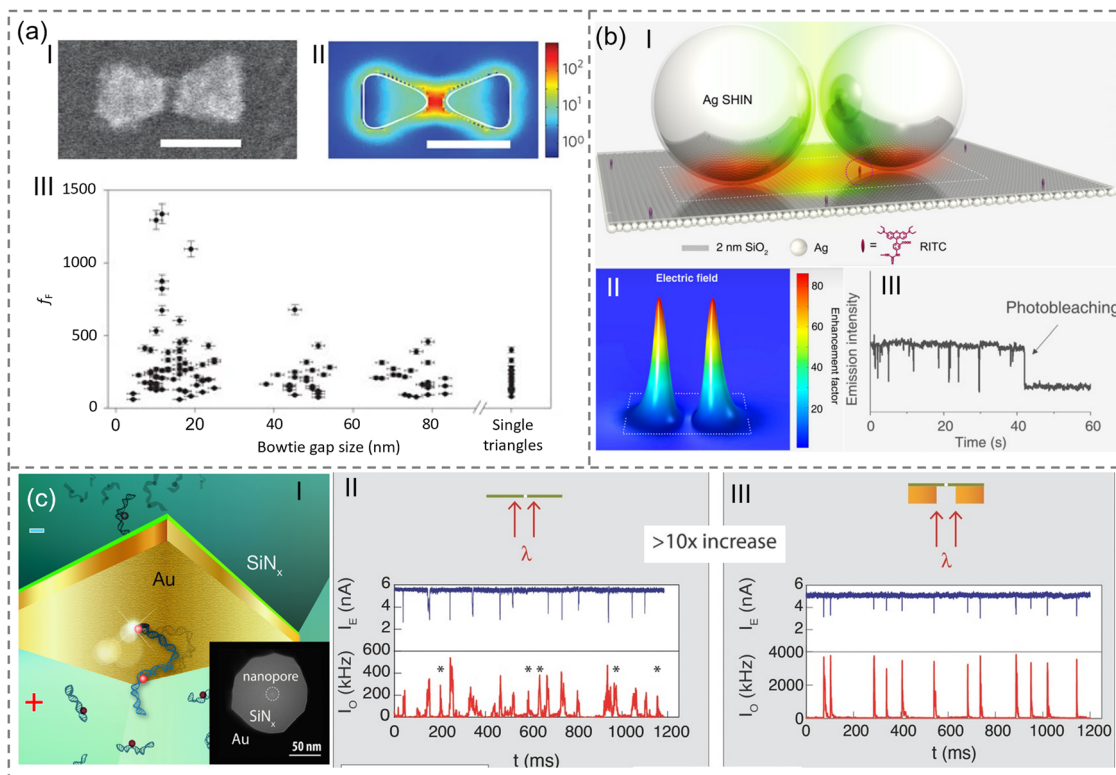 (a)
I
II
10²
10¹
10⁰
III
1500
1000
500
0
f_F
0 20 40 60 80 Single
triangles
Bowtie gap size (nm)
(b)
I
Ag SHIN
2 nm SiO₂ Ag = RITC
II
Electric field
80
60
40
20
Enhancement factor
III
Photobleaching
Emission intensity
0 20 40 60
Time (s)
(c)
I
−
SiNₓ
Au
+
nanopore
SiNₓ
Au
50 nm
II
λ
>10x increase
6
4
2
I_E (nA)
600
400
200
0
I_O (kHz)
* * * * *
0 200 400 600 800 1000 1200
t (ms)
III
λ
6
4
2
I_E (nA)
4000
3000
2000
1000
0
I_O (kHz)
0 200 400 600 800 1000 1200
t (ms)